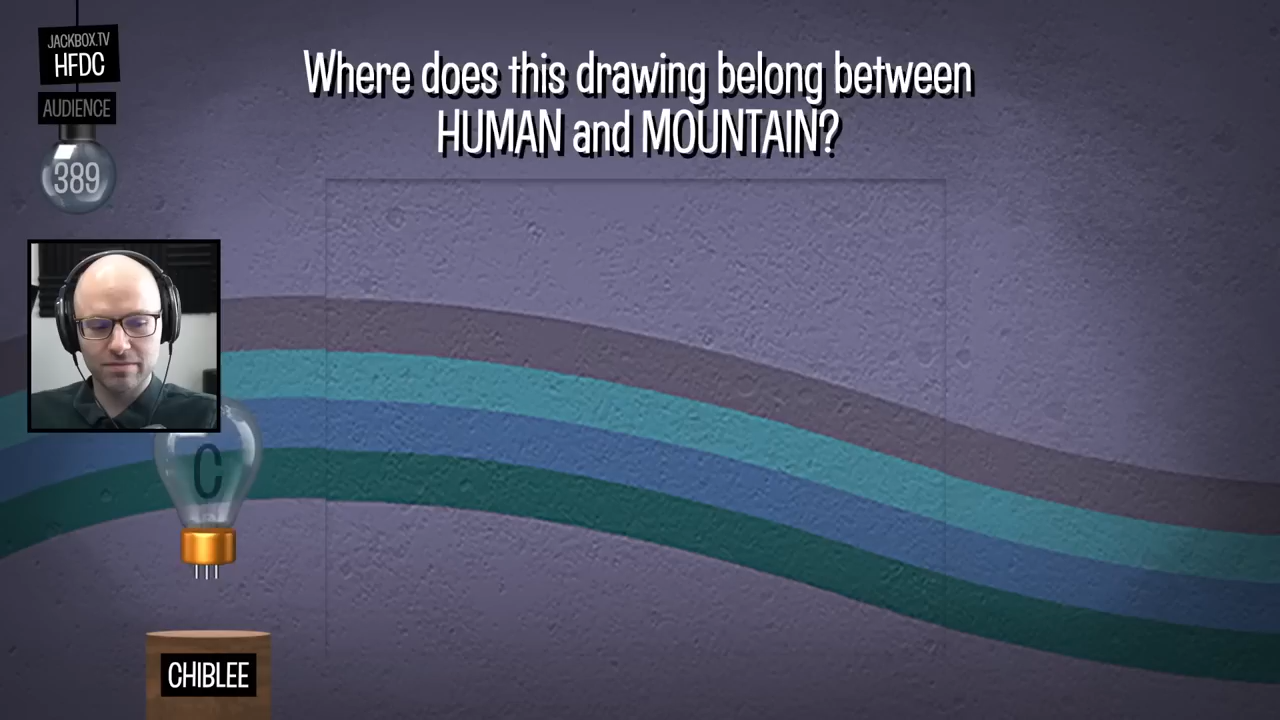 JACKBOX.TV
HFDC
AUDIENCE
389
Where does this drawing belong between
HUMAN and MOUNTAIN?
C
CHIBLEE